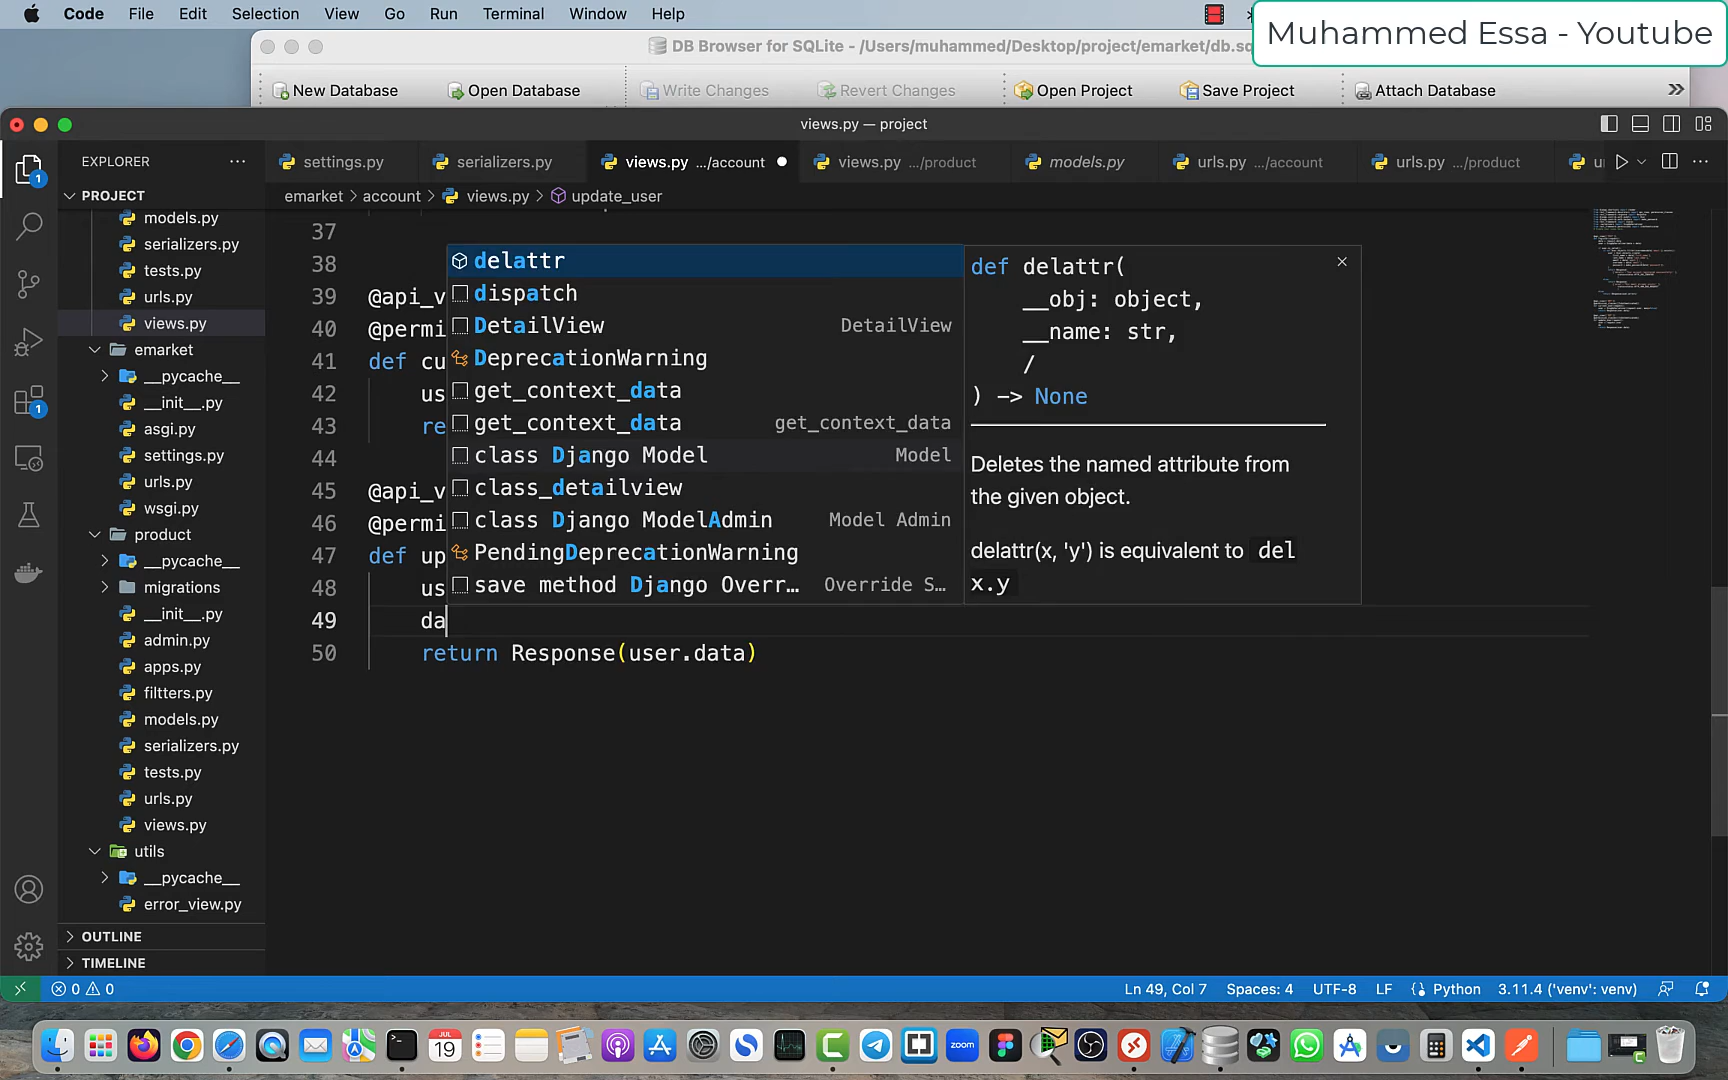 Code File Edit Selection View Go Run Terminal Window Help
Muhammed Essa - Youtube
DB Browser for SQLite - /Users/muhammed/Desktop/project/emarket/db.sq
New Database Open Database Write Changes Revert Changes Open Project Save Project Attach Database
views.py — project
EXPLORER
settings.py serializers.py views.py .../account views.py .../product models.py urls.py .../account urls.py .../product
PROJECT
emarket > account > views.py > update_user
models.py
serializers.py
tests.py
urls.py
views.py
emarket
__pycache__
__init__.py
asgi.py
settings.py
urls.py
wsgi.py
product
__pycache__
migrations
__init__.py
admin.py
apps.py
filtters.py
models.py
serializers.py
tests.py
urls.py
views.py
utils
__pycache__
error_view.py
OUTLINE
TIMELINE
37
38
39 @api_v
40 @permi
41 def cu
42 us
43 re
44
45 @api_v
46 @permi
47 def up
48 us
49 da
50 return Response(user.data)
delattr
dispatch
DetailView DetailView
DeprecationWarning
get_context_data
get_context_data get_context_data
class Django Model Model
class_detailview
class Django ModelAdmin Model Admin
PendingDeprecationWarning
save method Django Overr... Override S...
def delattr(
__obj: object,
__name: str,
/
) -> None
Deletes the named attribute from
the given object.
delattr(x, 'y') is equivalent to del
x.y
0 0 Ln 49, Col 7 Spaces: 4 UTF-8 LF Python 3.11.4 ('venv': venv)
JUL
19
zoom